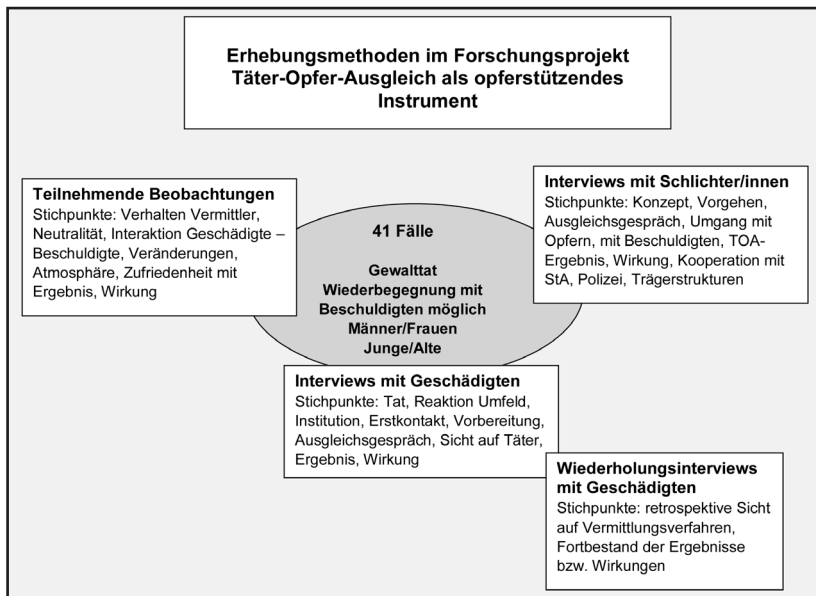 Erhebungsmethoden im Forschungsprojekt
Täter-Opfer-Ausgleich als opferstützendes
Instrument
Teilnehmende Beobachtungen
Stichpunkte: Verhalten Vermittler,
Neutralität, Interaktion Geschädigte –
Beschuldigte, Veränderungen,
Atmosphäre, Zufriedenheit mit
Ergebnis, Wirkung
41 Fälle
Gewalttat
Wiederbegegnung mit
Beschuldigten möglich
Männer/Frauen
Junge/Alte
Interviews mit Schlichter/innen
Stichpunkte: Konzept, Vorgehen,
Ausgleichsgespräch, Umgang mit
Opfern, mit Beschuldigten, TOA-
Ergebnis, Wirkung, Kooperation mit
StA, Polizei, Trägerstrukturen
Interviews mit Geschädigten
Stichpunkte: Tat, Reaktion Umfeld,
Institution, Erstkontakt, Vorbereitung,
Ausgleichsgespräch, Sicht auf Täter,
Ergebnis, Wirkung
Wiederholungsinterviews
mit Geschädigten
Stichpunkte: retrospektive Sicht
auf Vermittlungsverfahren,
Fortbestand der Ergebnisse
bzw. Wirkungen